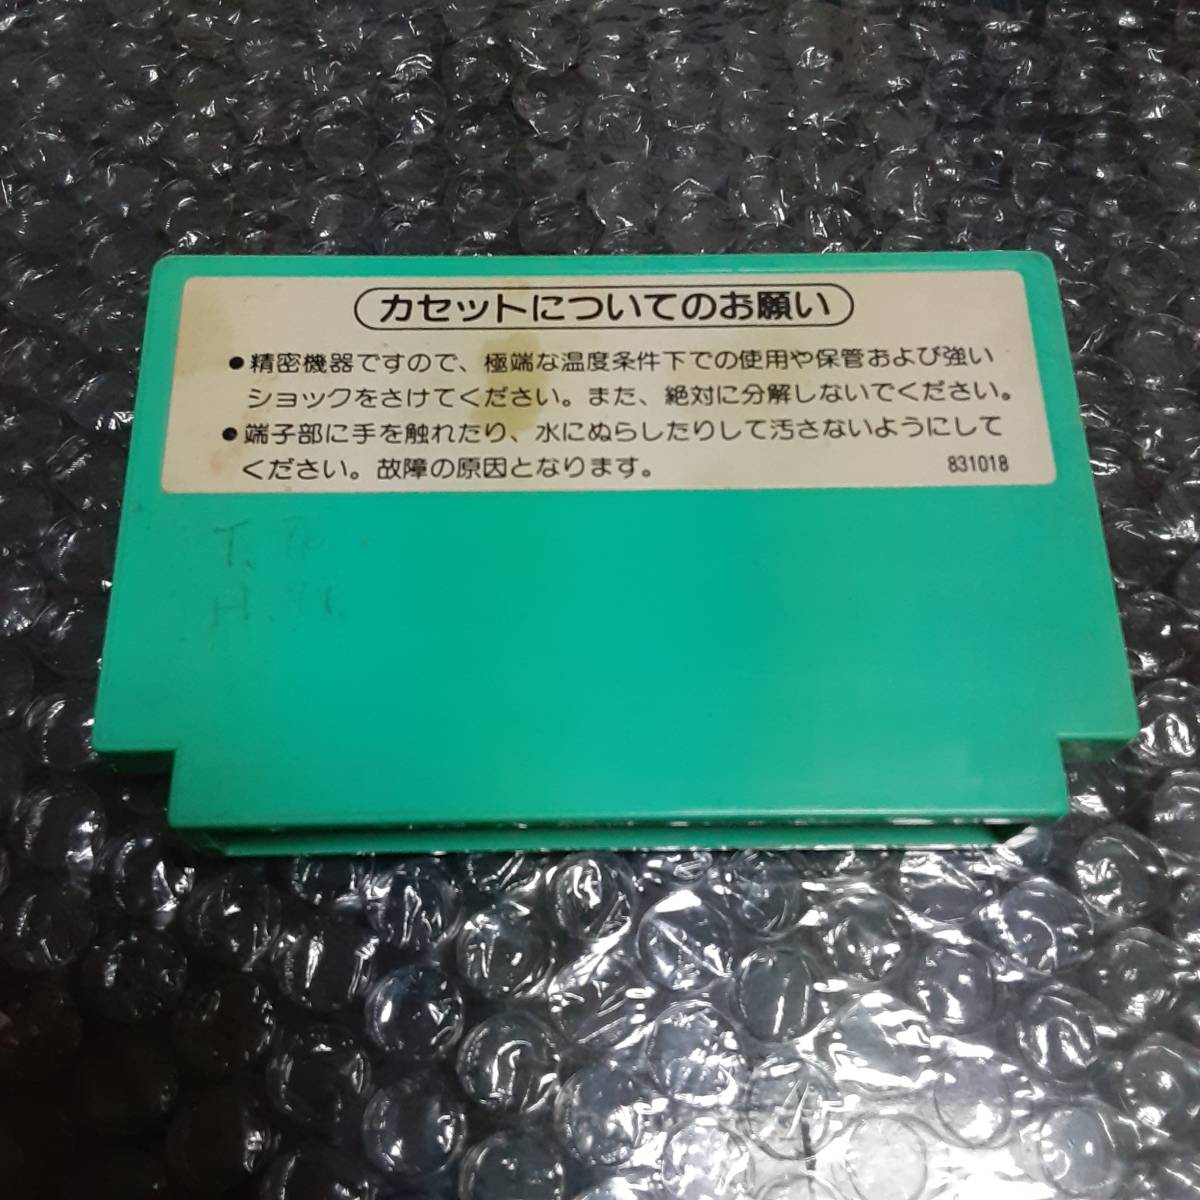 カセットについてのお願い
●精密機器ですので、極端な温度条件下での使用や保管および強い
ショックをさけてください。また、絶対に分解しないでください。
●端子部に手を触れたり、水にぬらしたりして汚さないようにして
ください。故障の原因となります。
831018
T.
H.